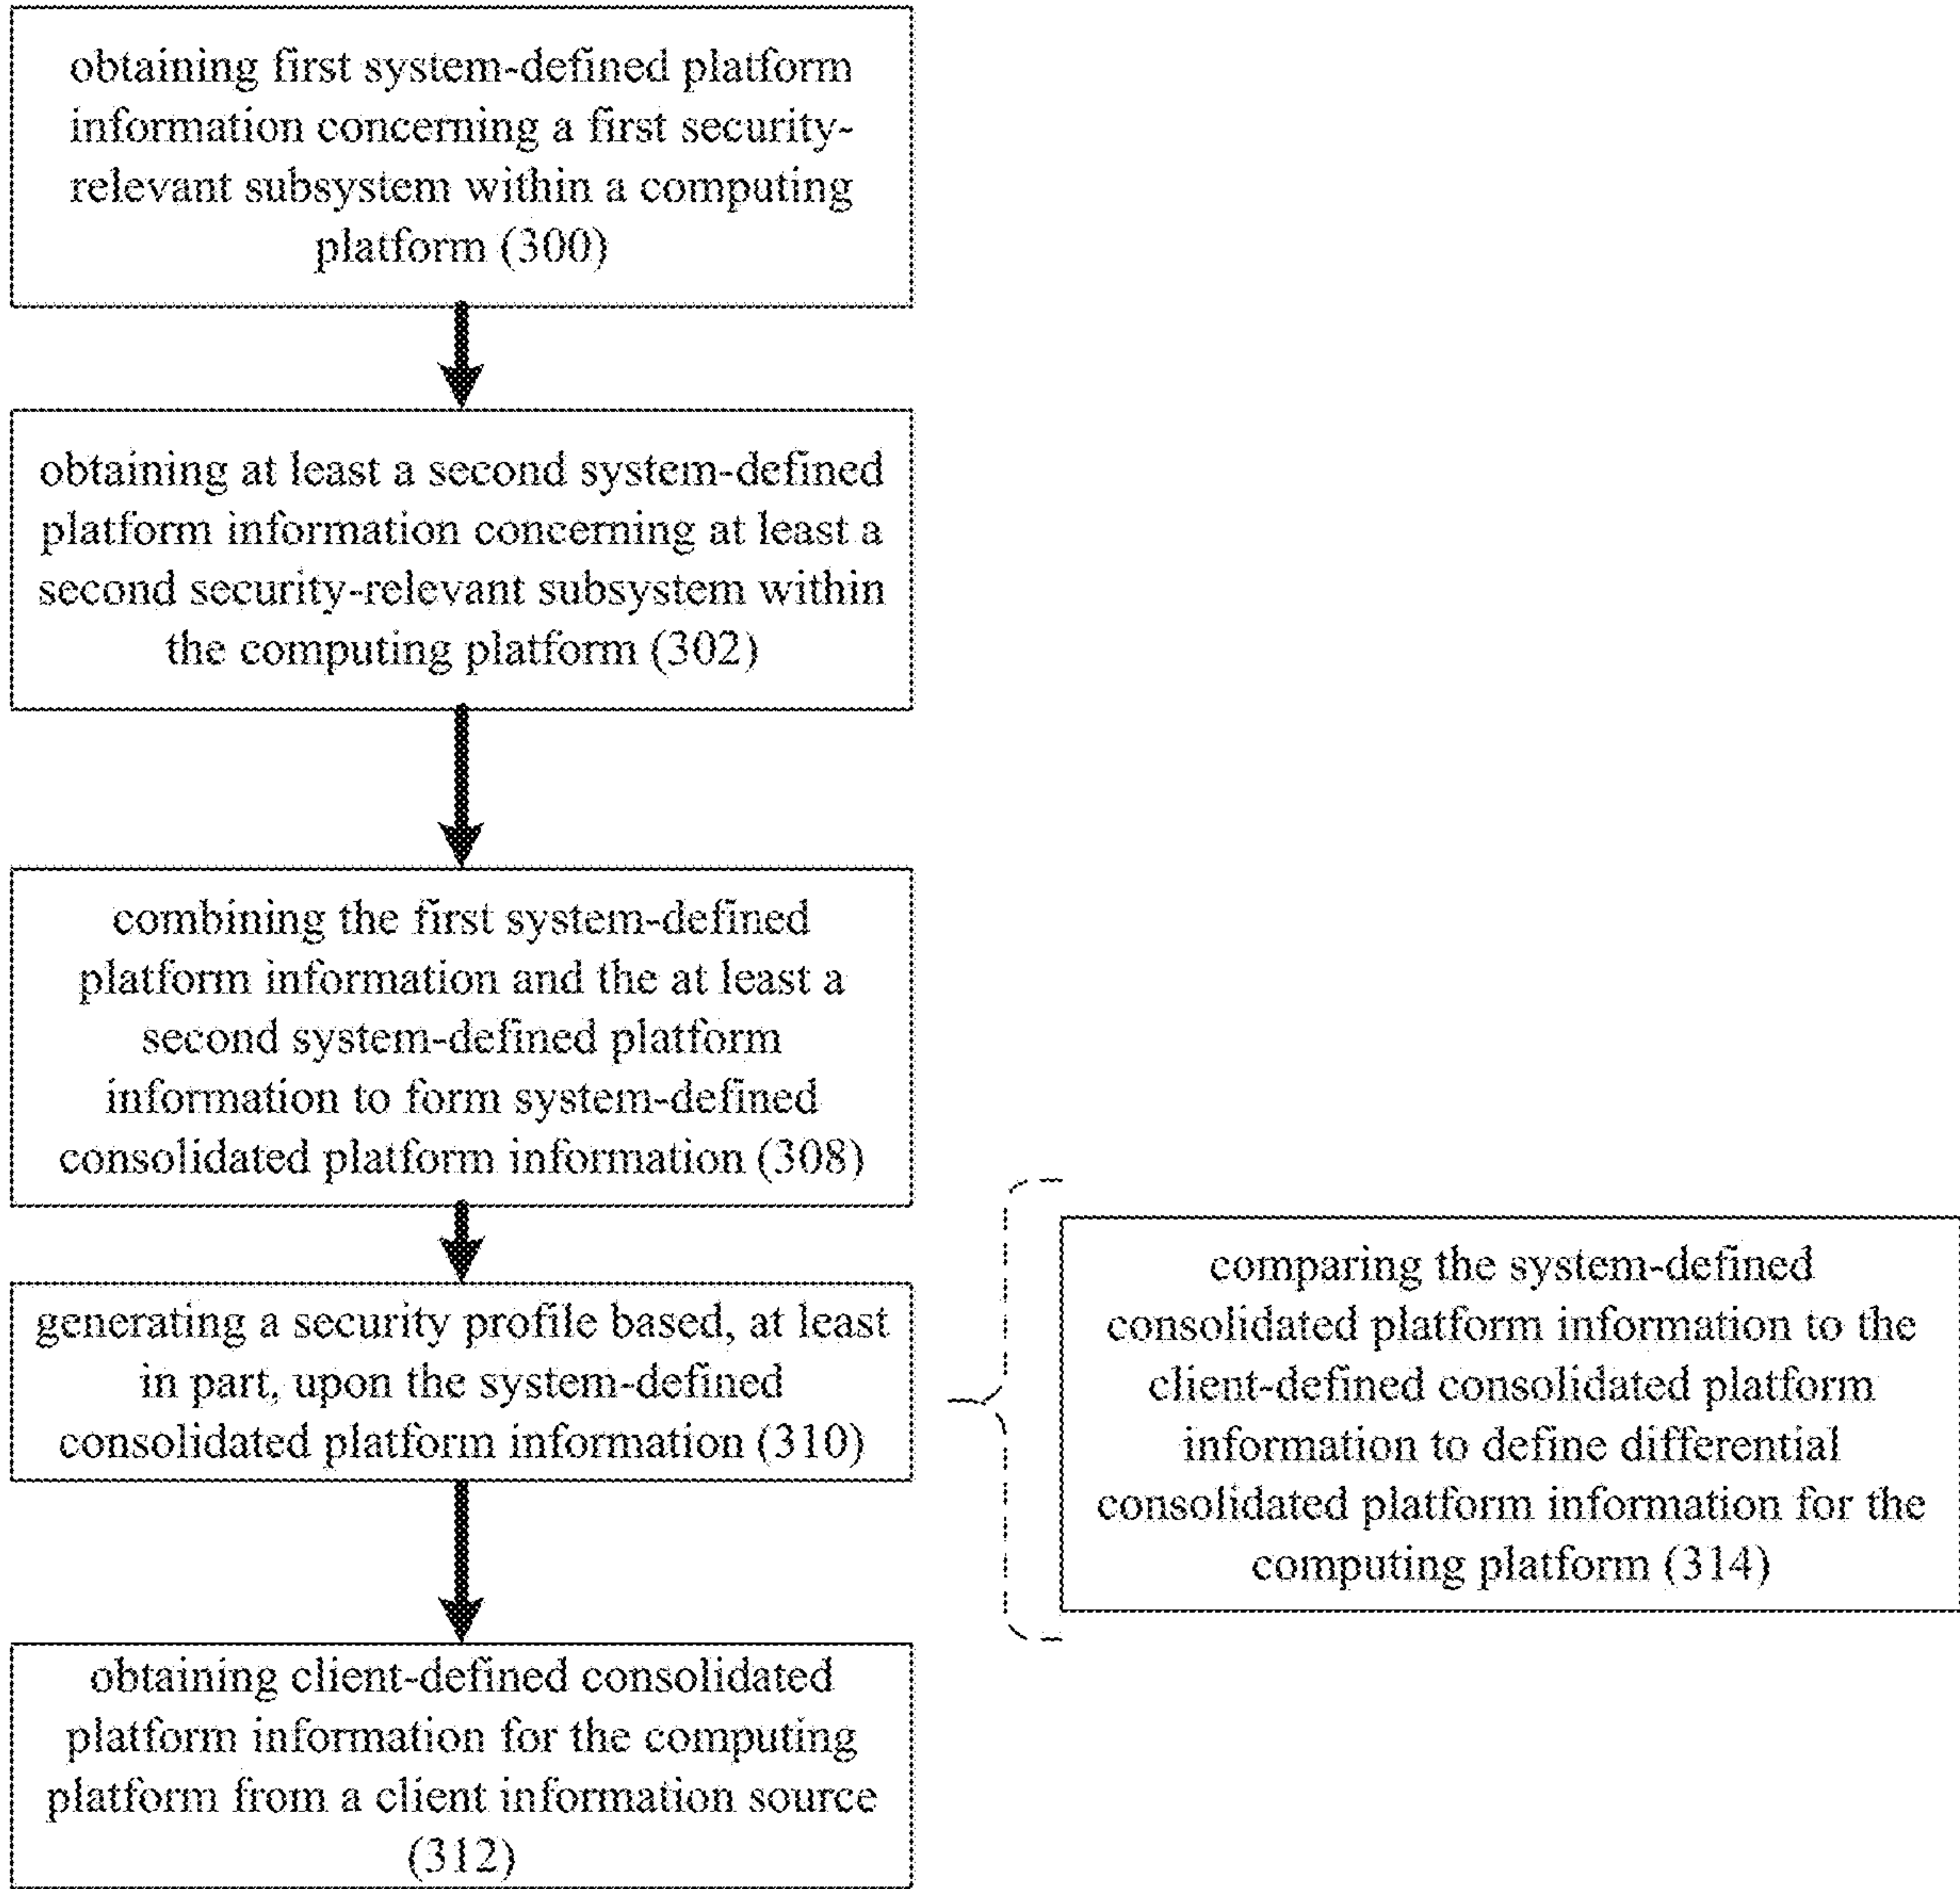 obtaining first system-defined platform
information concerning a first security-
relevant subsystem within a computing
platform (300)
obtaining at least a second system-defined
platform information concerning at least a
second security-relevant subsystem within
the computing platform (302)
combining the first system-defined
platform information and the at least a
second system-defined platform
information to form system-defined
consolidated platform information (308)
generating a security profile based, at least
in part, upon the system-defined
consolidated platform information (310)
comparing the system-defined
consolidated platform information to the
client-defined consolidated platform
information to define differential
consolidated platform information for the
computing platform (314)
obtaining client-defined consolidated
platform information for the computing
platform from a client information source
(312)